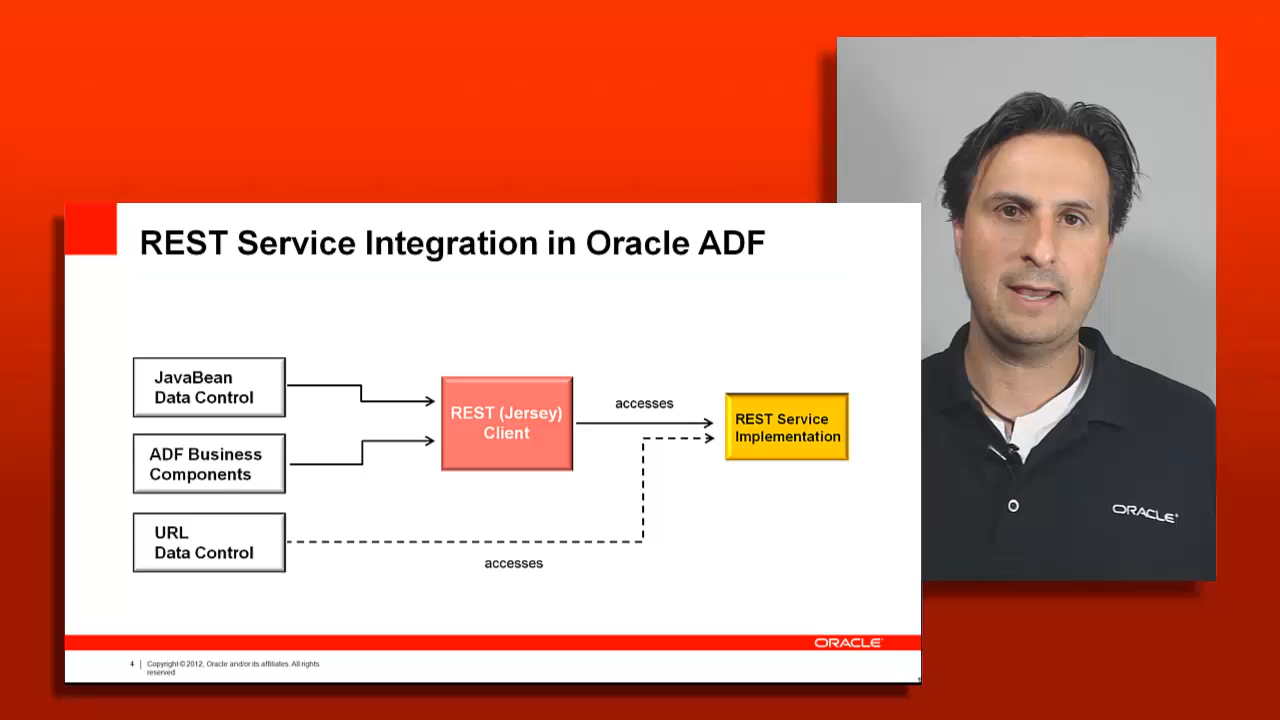 REST Service Integration in Oracle ADF
JavaBean
Data Control
ADF Business
Components
URL
Data Control
REST (Jersey)
Client
accesses
accesses
REST Service
Implementation
ORACLE
4
Copyright © 2012, Oracle and/or its affiliates. All rights
reserved
ORACLE